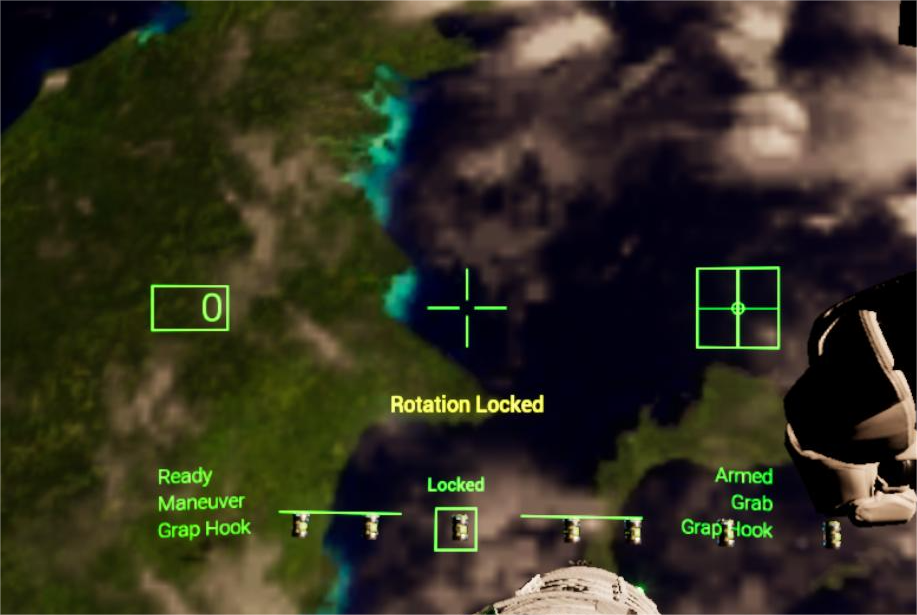 0
Rotation Locked
Ready
Maneuver
Grap Hook
Locked
Armed
Grab
Grap Hook